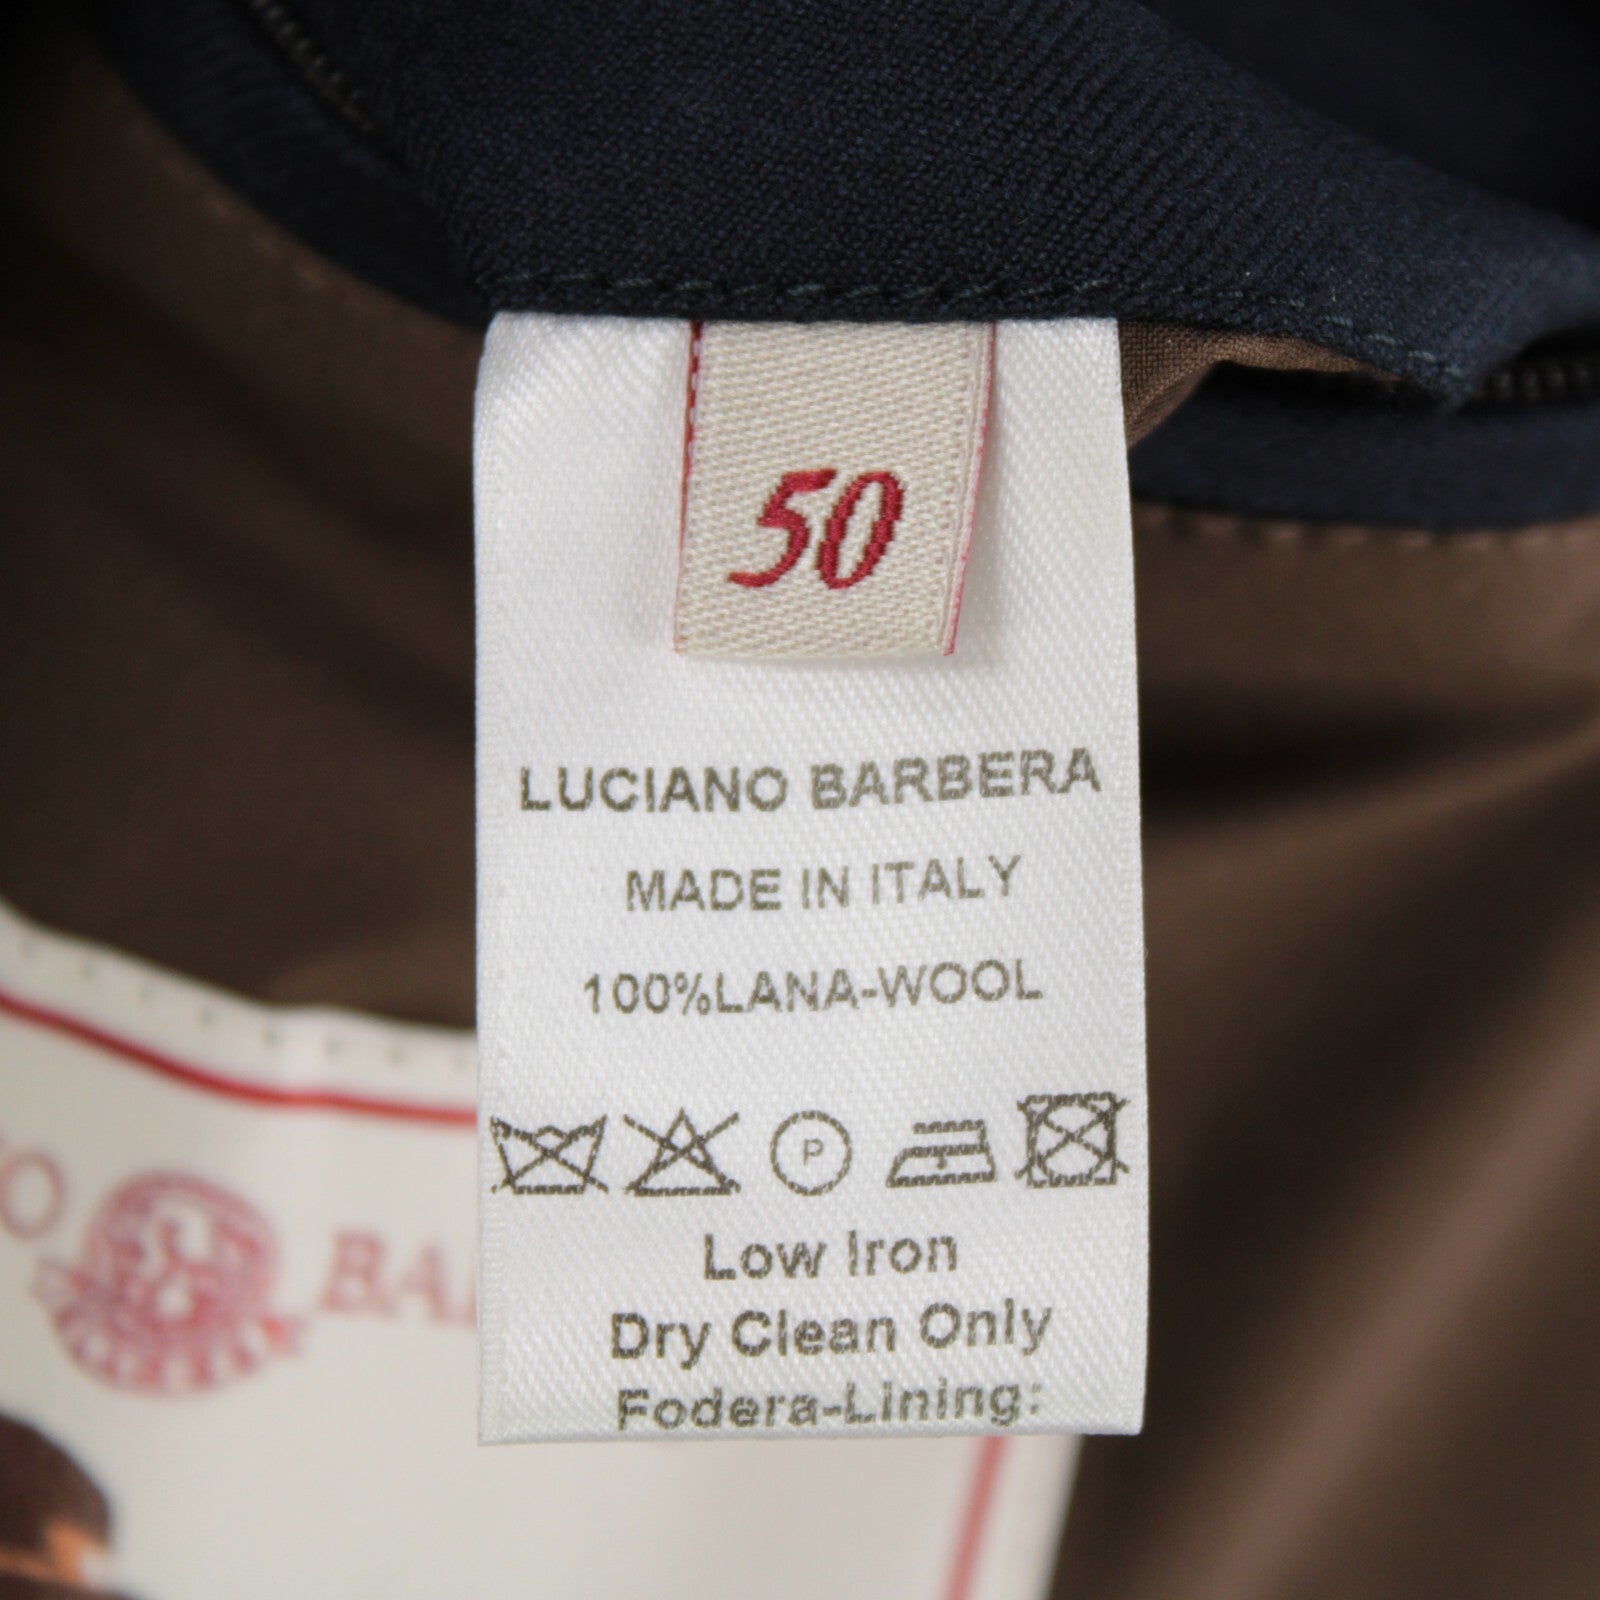 50
LUCIANO BARBERA
MADE IN ITALY
100%LANA-WOOL
P
Low Iron
Dry Clean Only
Fodera-Lining: